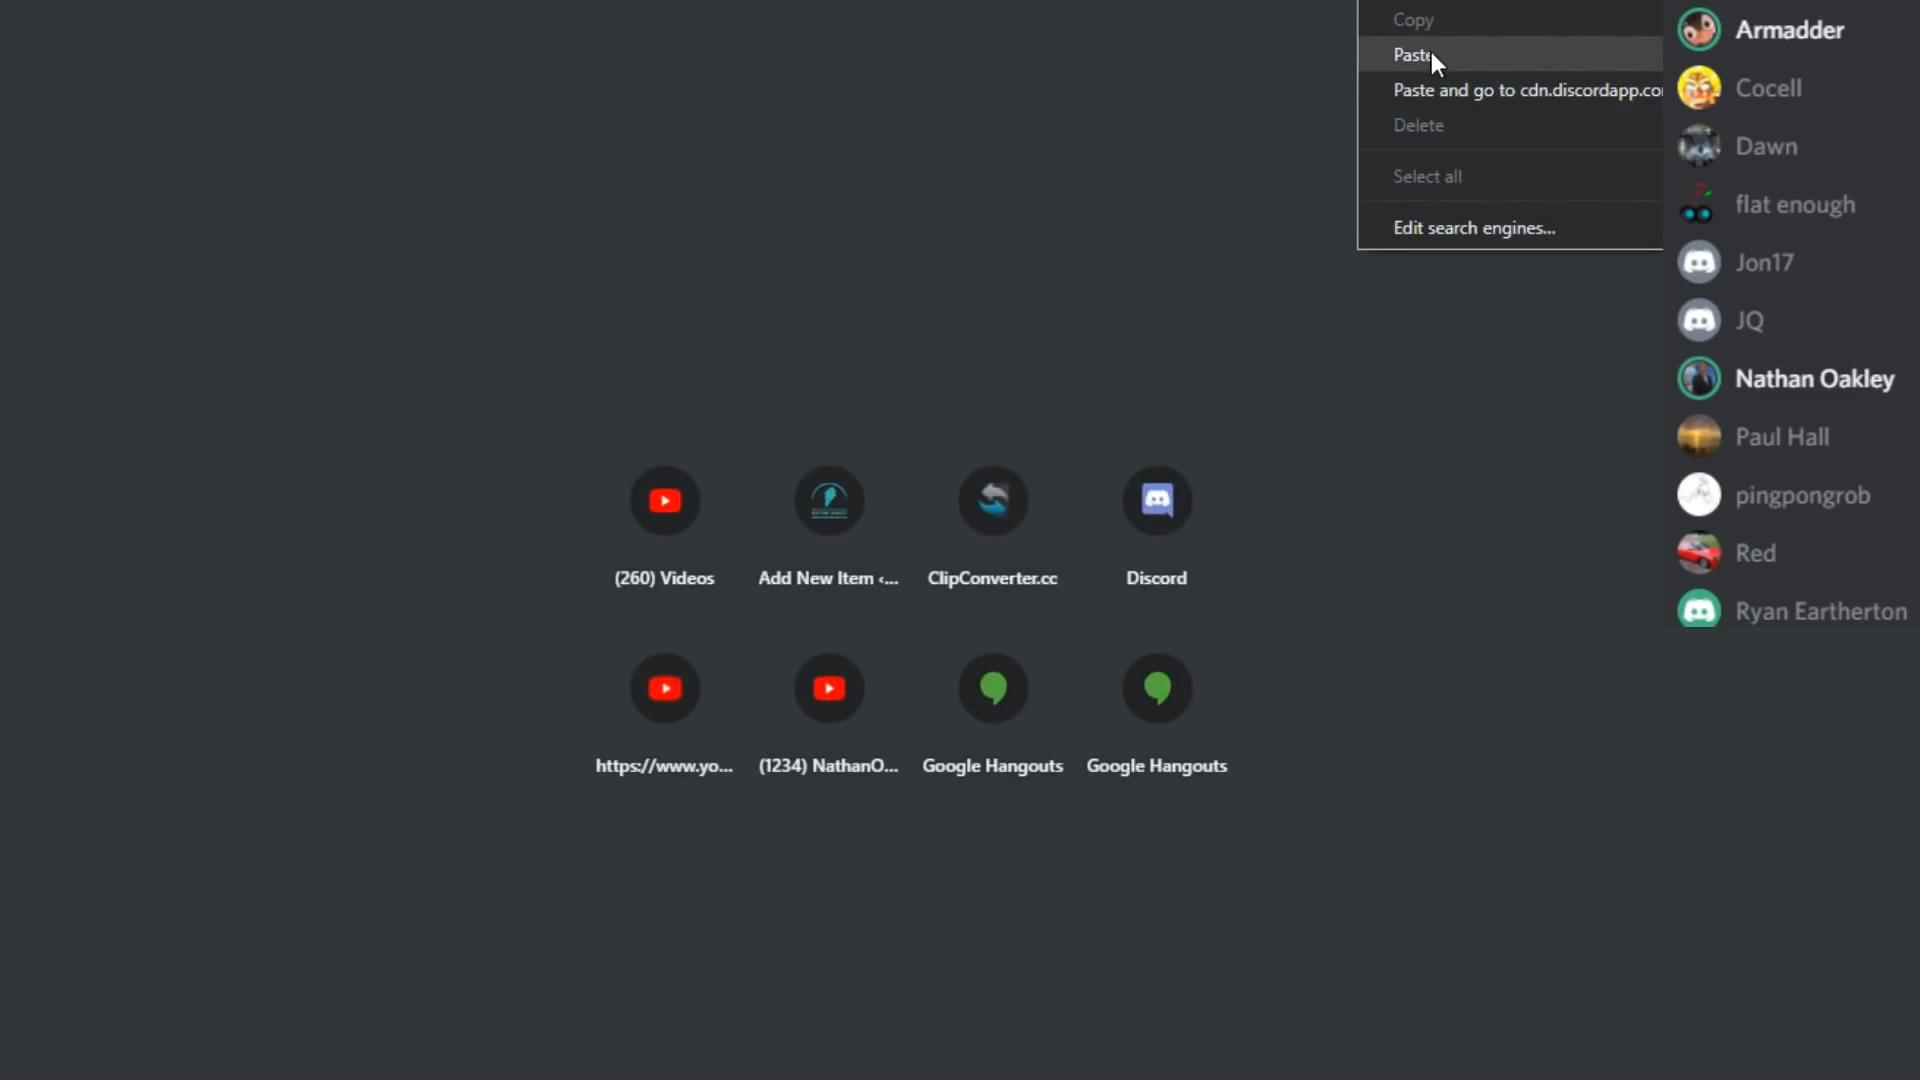 Copy
Paste
Paste and go to cdn.discordapp.co
Delete
Select all
Edit search engines...
Armadder
Cocell
Dawn
flat enough
Jon17
JQ
Nathan Oakley
Paul Hall
pingpongrob
Red
Ryan Eartherton
(260) Videos
Add New Item ‹...
ClipConverter.cc
Discord
https://www.yo...
(1234) NathanO...
Google Hangouts
Google Hangouts